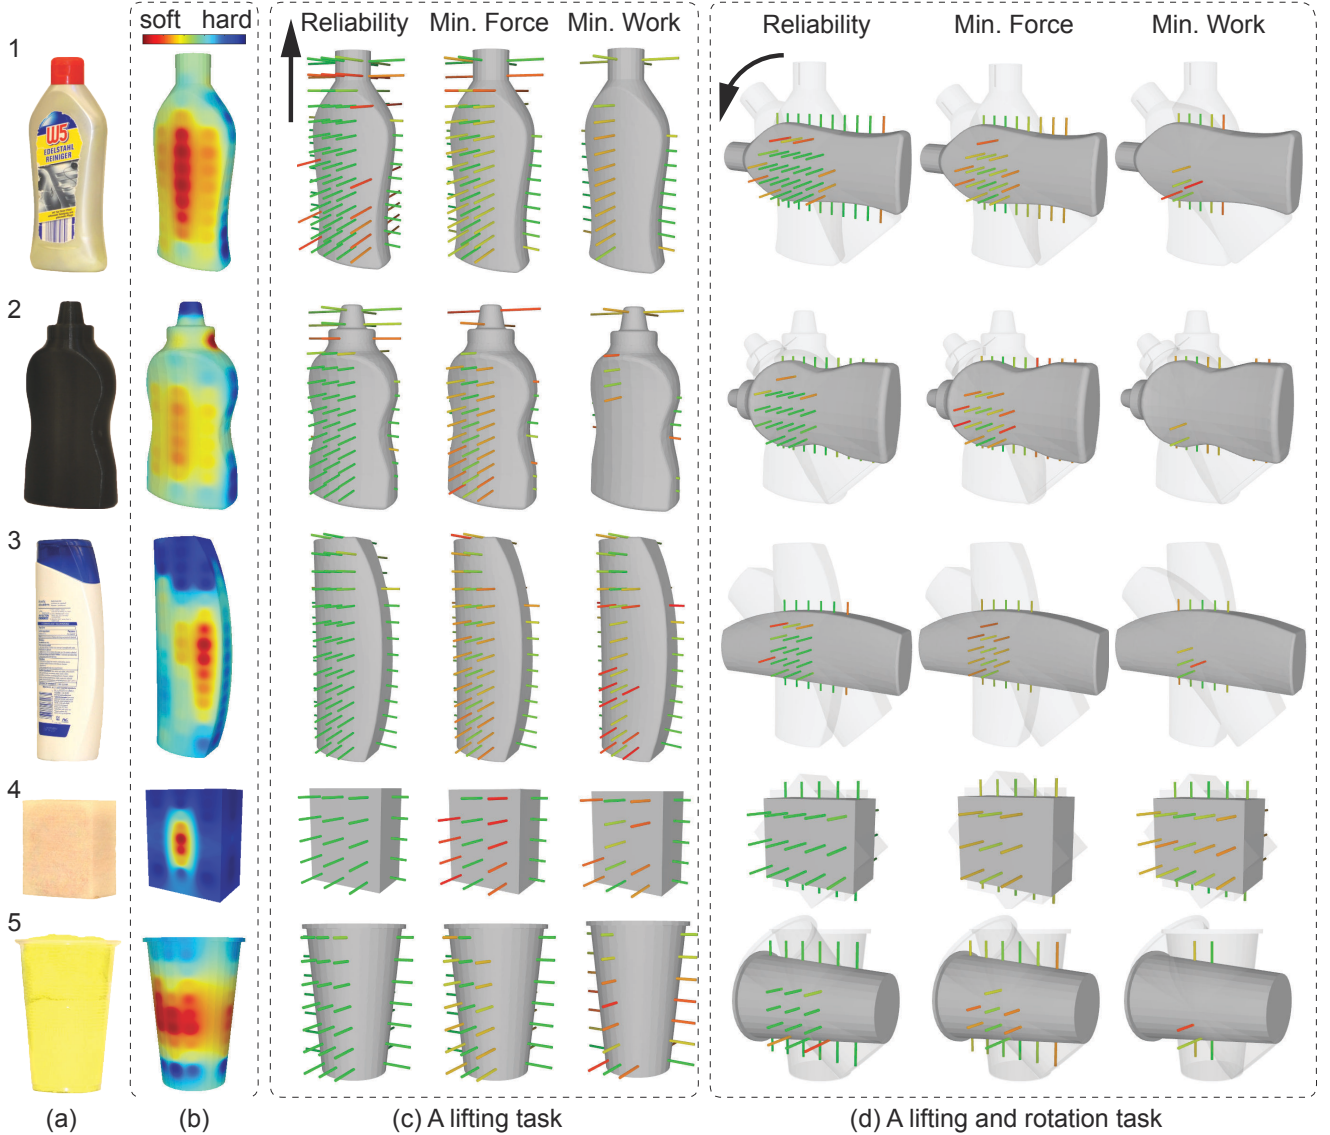 soft hard
Reliability Min. Force Min. Work
Reliability Min. Force Min. Work
1
W5
EDELSTAHL
REINIGER
2
3
4
5
(a) (b) (c) A lifting task (d) A lifting and rotation task